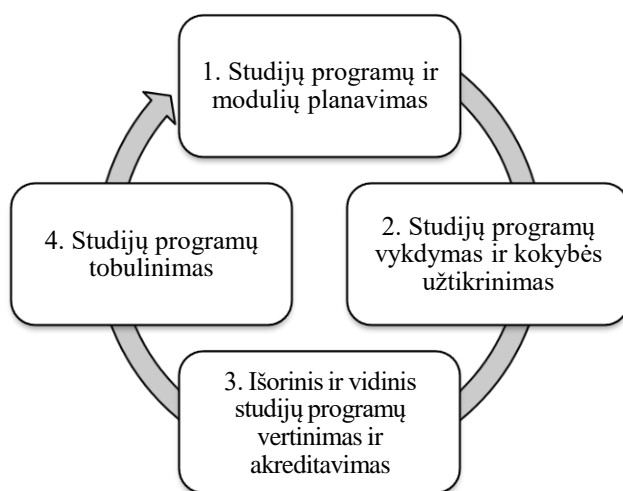 1. Studijų programų ir
modulių planavimas
2. Studijų programų
vykdymas ir kokybės
užtikrinimas
3. Išorinis ir vidinis
studijų programų
vertinimas ir
akreditavimas
4. Studijų programų
tobulinimas